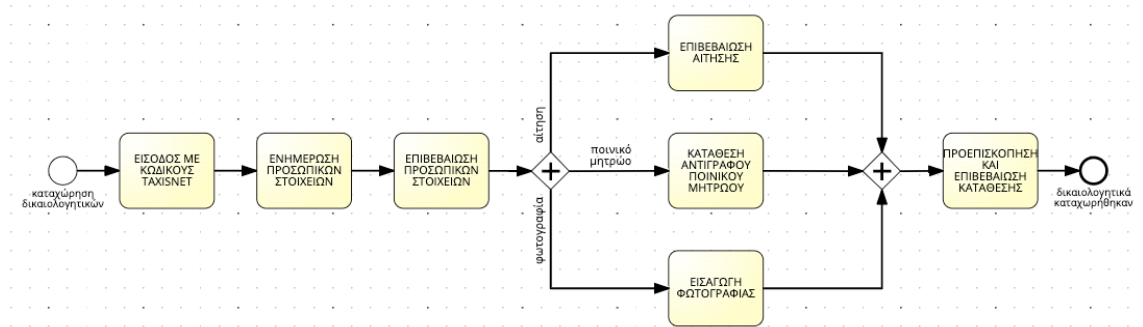 καταχώρηση
δικαιολογητικών
ΕΙΣΟΔΟΣ ΜΕ
ΚΩΔΙΚΟΥΣ
TAXISNET
ΕΝΗΜΕΡΩΣΗ
ΠΡΟΣΩΠΙΚΩΝ
ΣΤΟΙΧΕΙΩΝ
ΕΠΙΒΕΒΑΙΩΣΗ
ΠΡΟΣΩΠΙΚΩΝ
ΣΤΟΙΧΕΙΩΝ
αίτηση
ποινικό
μητρώο
φωτογραφία
ΕΠΙΒΕΒΑΙΩΣΗ
ΑΙΤΗΣΗΣ
ΚΑΤΑΘΕΣΗ
ΑΝΤΙΓΡΑΦΟΥ
ΠΟΙΝΙΚΟΥ
ΜΗΤΡΩΟΥ
ΕΙΣΑΓΩΓΗ
ΦΩΤΟΓΡΑΦΙΑΣ
ΠΡΟΕΠΙΣΚΟΠΗΣΗ
ΚΑΙ
ΕΠΙΒΕΒΑΙΩΣΗ
ΚΑΤΑΘΕΣΗΣ
δικαιολογητικά
καταχωρήθηκαν